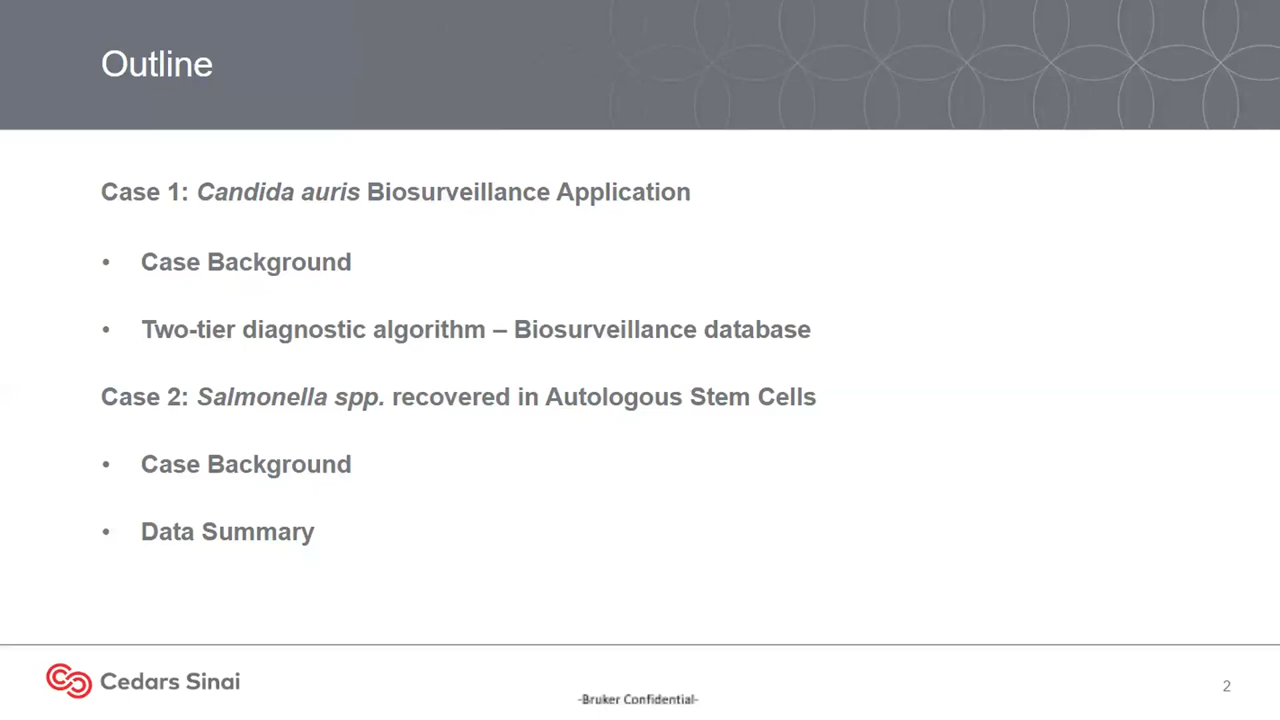 Outline
Case 1: Candida auris Biosurveillance Application
• Case Background
• Two-tier diagnostic algorithm – Biosurveillance database
Case 2: Salmonella spp. recovered in Autologous Stem Cells
• Case Background
• Data Summary
Cedars Sinai
-Bruker Confidential-
2